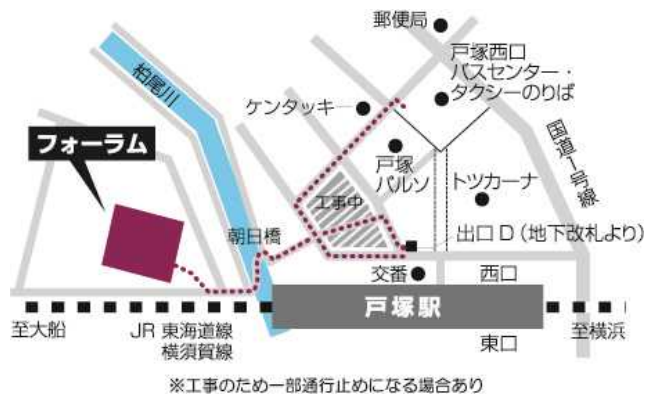 郵便局
戸塚西口
バスセンター・
タクシーのりば
柏尾川
ケンタッキー
国道1号線
フォーラム
戸塚
パルソ
トツカーナ
工事中
朝日橋
出口D(地下改札より)
交番
西口
戸塚駅
至大船
JR 東海道線
横須賀線
東口
至横浜
※工事のため一部通行止めになる場合あり